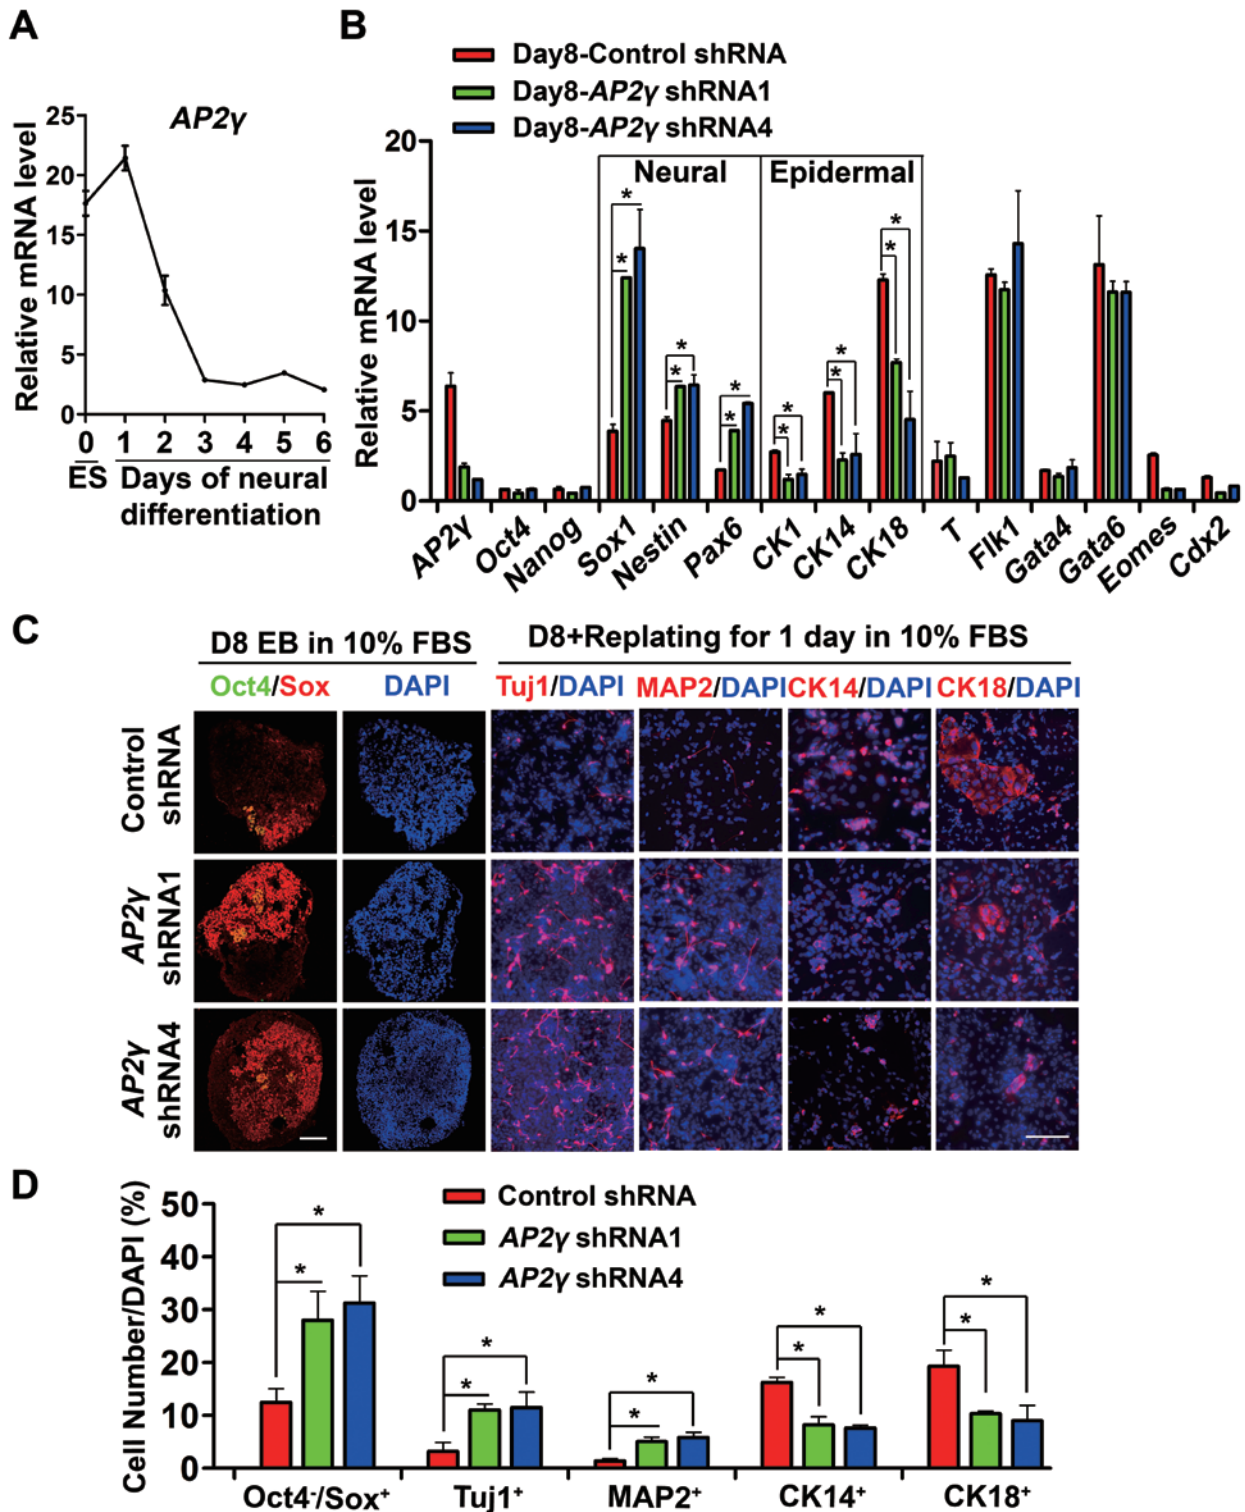 A
AP2γ
Relative mRNA level
25
20
15
10
5
0
0 1 2 3 4 5 6
ES Days of neural
differentiation
B
Day8-Control shRNA
Day8-AP2γ shRNA1
Day8-AP2γ shRNA4
Relative mRNA level
20
15
10
5
0
Neural Epidermal
* * * * * * * * * * * *
AP2γ Oct4 Nanog Sox1 Nestin Pax6 CK1 CK14 CK18 T Flk1 Gata4 Gata6 Eomes Cdx2
C
D8 EB in 10% FBS D8+Replating for 1 day in 10% FBS
Oct4/Sox DAPI Tuj1/DAPI MAP2/DAPI CK14/DAPI CK18/DAPI
Control
shRNA
AP2γ
shRNA1
AP2γ
shRNA4
D
Control shRNA
AP2γ shRNA1
AP2γ shRNA4
Cell Number/DAPI (%)
50
40
30
20
10
0
* * * * * * * * * *
Oct4⁻/Sox⁺ Tuj1⁺ MAP2⁺ CK14⁺ CK18⁺